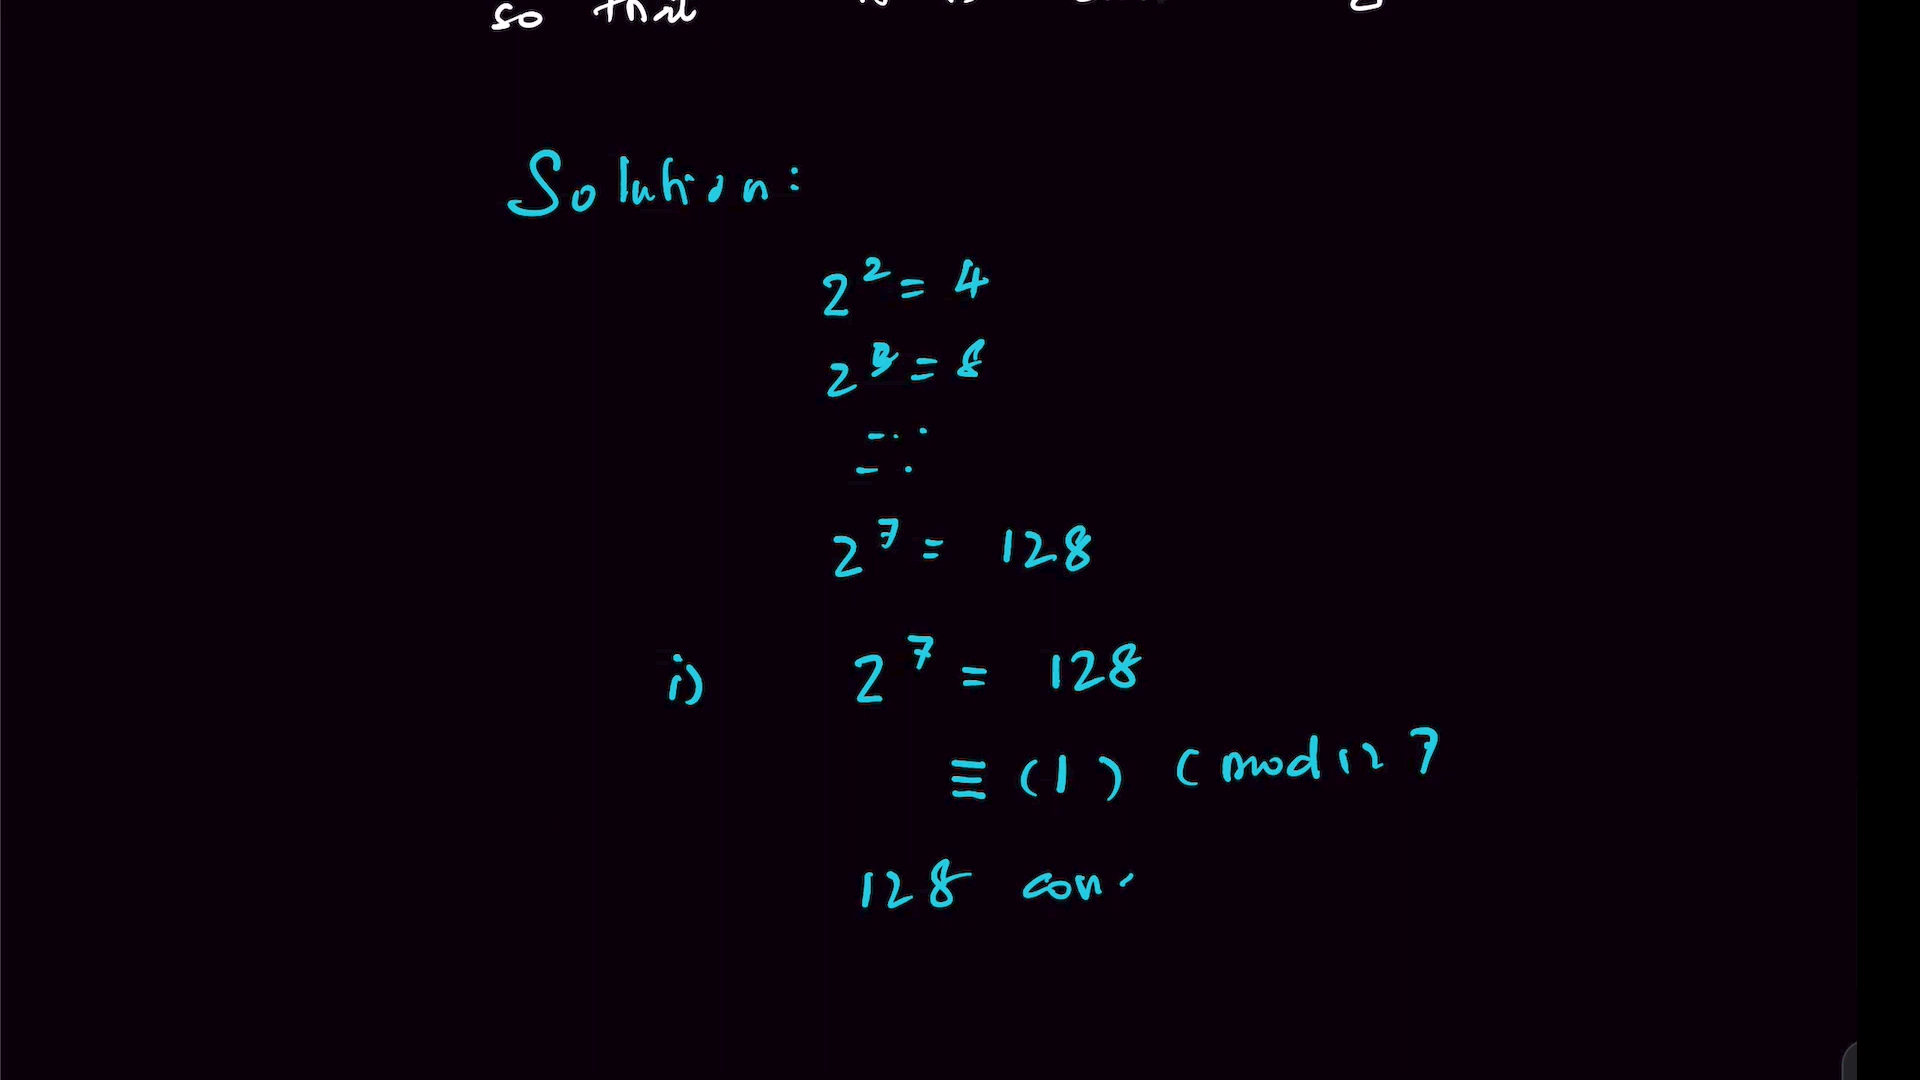 so that
Solution:
2² = 4
2³ = 8
2⁷ = 128
i) 2⁷ = 128
≡ (1) (mod 127
128 con